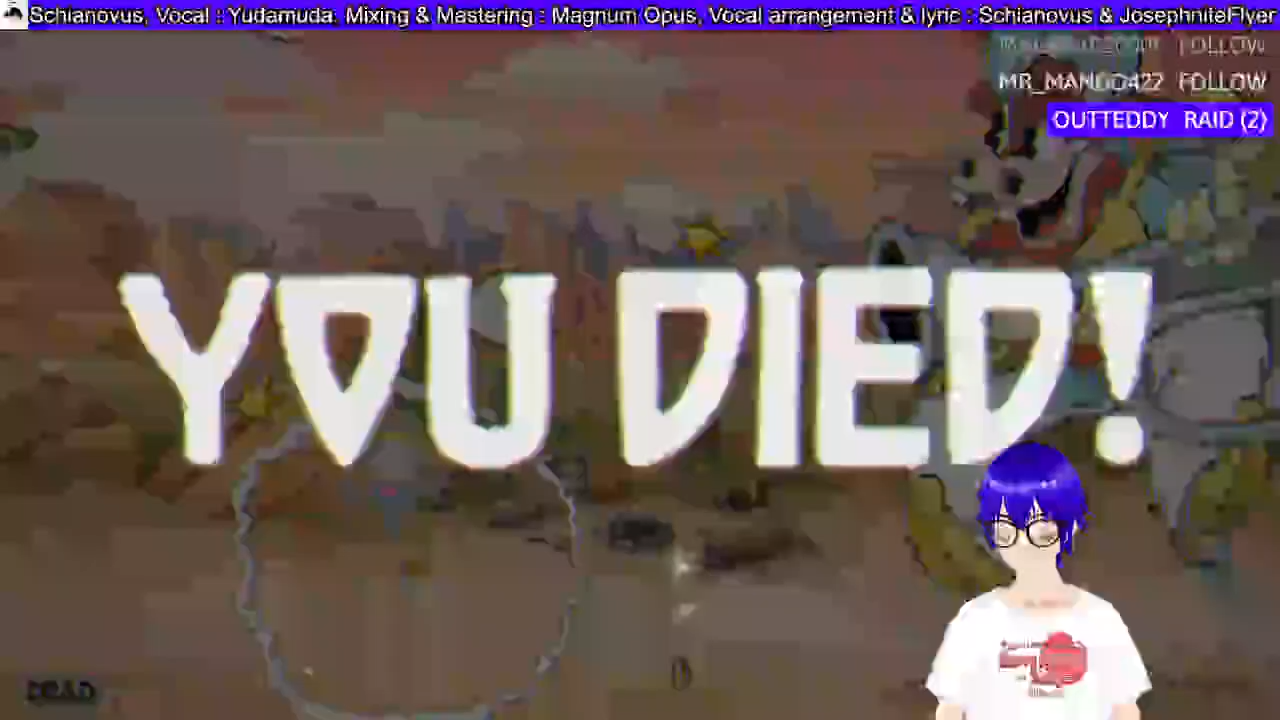 Schianovus, Vocal : Yudamuda. Mixing & Mastering : Magnum Opus, Vocal arrangement & lyric : Schianovus & JosephniteFlyer
FOLLOW
MR_MANGO422 FOLLOW
OUTTEDDY RAID (2)
YOU DIED!
DEAD